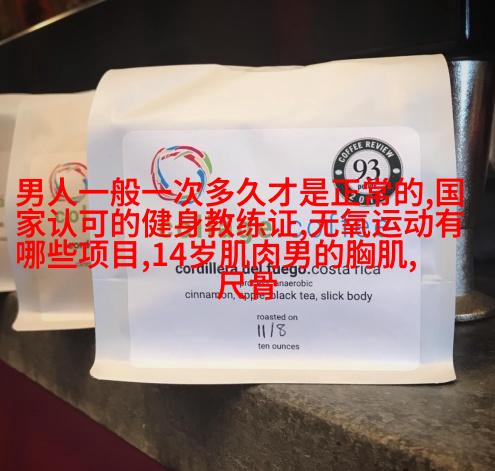 男人一般一次多久才是正常的,国
家认可的健身教练证,无氧运动有
哪些项目,14岁肌肉男的胸肌,
尺骨
COFFEE REVIEW
93
cordillera del fuego.costa rica
anaerobic
cinnamon, apple, black tea, slick body
roasted on
11/8
ten ounces